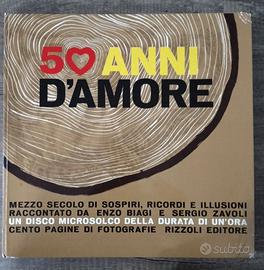 50 ANNI
D'AMORE
MEZZO SECOLO DI SOSPIRI, RICORDI E ILLUSIONI
RACCONTATO DA ENZO BIAGI E SERGIO ZAVOLI
UN DISCO MICROSOLCO DELLA DURATA DI UN'ORA
CENTO PAGINE DI FOTOGRAFIE RIZZOLI EDITORE
subito